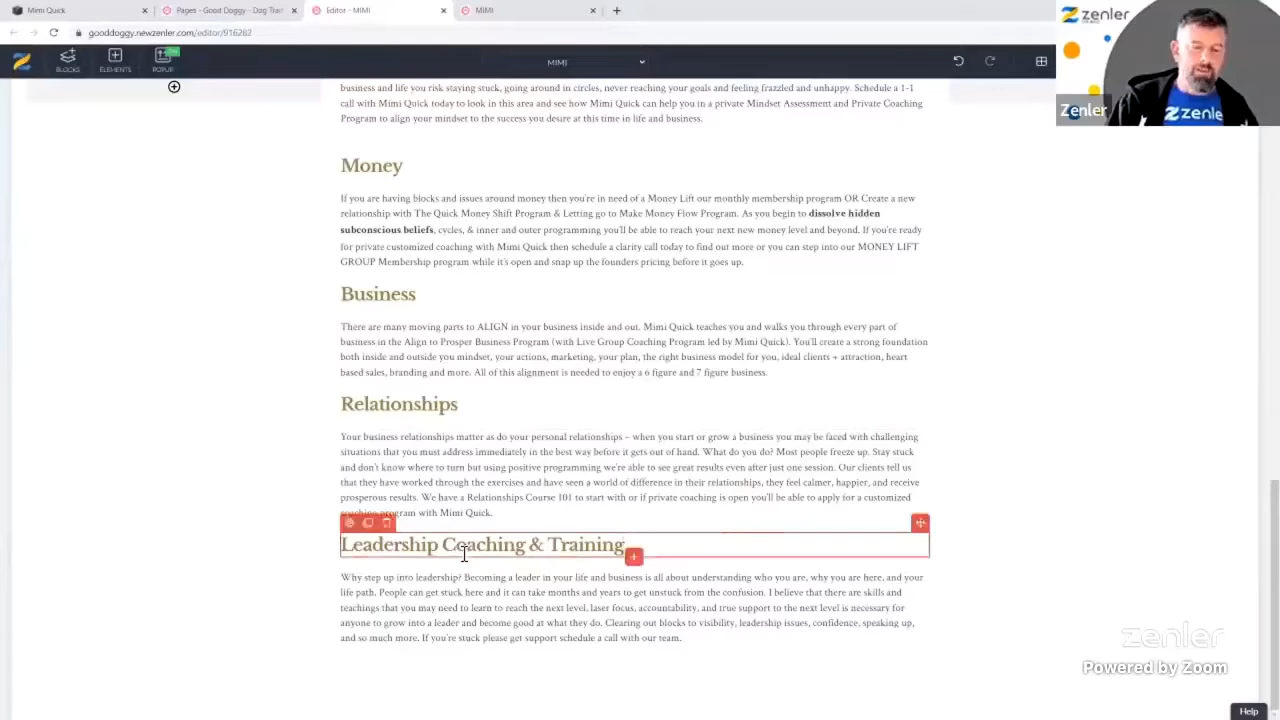 Mimi Quick
Pages - Good Doggy - Dog Trai
Editor - MIMI
MIMI
gooddoggy.newzenler.com/editor/916282
BLOCKS
ELEMENTS
ON
POPUP
MIMI
zenler
Zenler
zenler
business and life you risk staying stuck, going around in circles, never reaching your goals and feeling frazzled and unhappy. Schedule a 1-1
call with Mimi Quick today to look in this area and see how Mimi Quick can help you in a private Mindset Assessment and Private Coaching
Program to align your mindset to the success you desire at this time in life and business.
Money
If you are having blocks and issues around money then you're in need of a Money Lift our monthly membership program OR Create a new
relationship with The Quick Money Shift Program & Letting go to Make Money Flow Program. As you begin to dissolve hidden
subconscious beliefs, cycles, & inner and outer programming you'll be able to reach your next new money level and beyond. If you're ready
for private customized coaching with Mimi Quick then schedule a clarity call today to find out more or you can step into our MONEY LIFT
GROUP Membership program while it's open and snap up the founders pricing before it goes up.
Business
There are many moving parts to ALIGN in your business inside and out. Mimi Quick teaches you and walks you through every part of
business in the Align to Prosper Business Program (with Live Group Coaching Program led by Mimi Quick). You'll create a strong foundation
both inside and outside you mindset, your actions, marketing, your plan, the right business model for you, ideal clients + attraction, heart
based sales, branding and more. All of this alignment is needed to enjoy a 6 figure and 7 figure business.
Relationships
Your business relationships matter as do your personal relationships – when you start or grow a business you may be faced with challenging
situations that you must address immediately in the best way before it gets out of hand. What do you do? Most people freeze up. Stay stuck
and don't know where to turn but using positive programming we're able to see great results even after just one session. Our clients tell us
that they have worked through the exercises and have seen a world of difference in their relationships, they feel calmer, happier, and receive
prosperous results. We have a Relationships Course 101 to start with or if private coaching is open you'll be able to apply for a customized
coaching program with Mimi Quick.
Leadership Coaching & Training
Why step up into leadership? Becoming a leader in your life and business is all about understanding who you are, why you are here, and your
life path. People can get stuck here and it can take months and years to get unstuck from the confusion. I believe that there are skills and
teachings that you may need to learn to reach the next level, laser focus, accountability, and true support to the next level is necessary for
anyone to grow into a leader and become good at what they do. Clearing out blocks to visibility, leadership issues, confidence, speaking up,
and so much more. If you're stuck please get support schedule a call with our team.
zenler
Powered by Zoom
Help